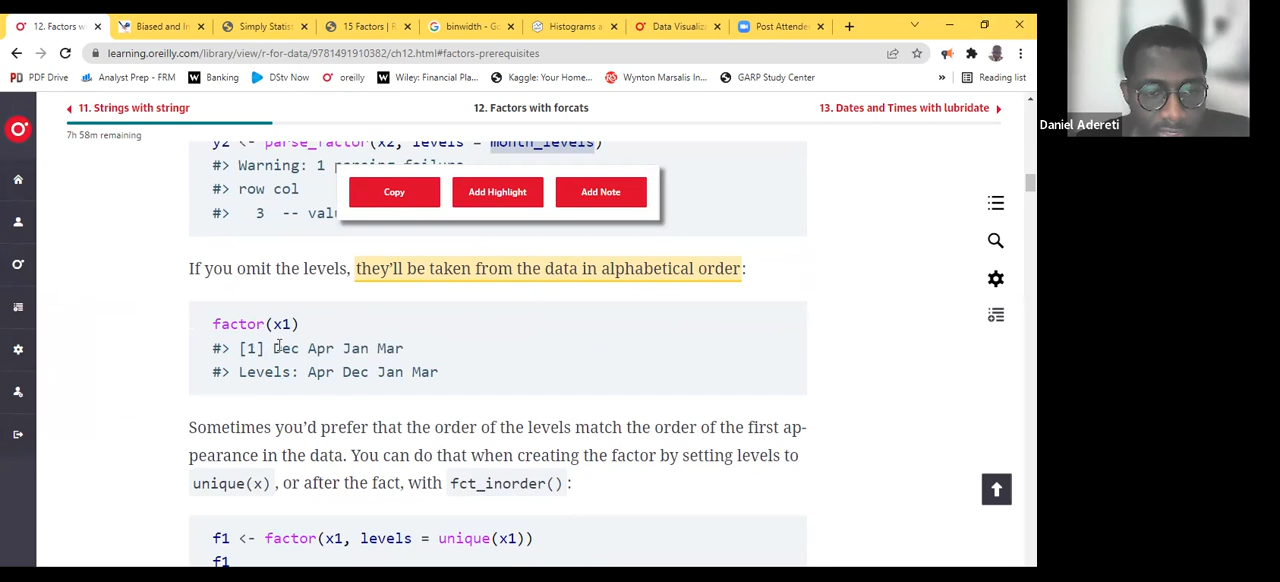 12. Factors w
Biased and In
Simply Statist
15 Factors | R
binwidth - Go
Histograms a
Data Visualiz
Post Attende
learning.oreilly.com/library/view/r-for-data/9781491910382/ch12.html#factors-prerequisites
PDF Drive
Analyst Prep - FRM
Banking
DStv Now
oreilly
Wiley: Financial Pla...
Kaggle: Your Home...
Wynton Marsalis In...
GARP Study Center
»
Reading list
11. Strings with stringr
12. Factors with forcats
13. Dates and Times with lubridate
7h 58m remaining
y2 <- parse_factor(x2, levels = month_levels)
#> Warning: 1 parsing failure.
#> row col
#> 3 -- valu
Copy
Add Highlight
Add Note
If you omit the levels, they'll be taken from the data in alphabetical order:
factor(x1)
#> [1] Dec Apr Jan Mar
#> Levels: Apr Dec Jan Mar
Sometimes you'd prefer that the order of the levels match the order of the first ap-
pearance in the data. You can do that when creating the factor by setting levels to
unique(x), or after the fact, with fct_inorder():
f1 <- factor(x1, levels = unique(x1))
f1
Daniel Adereti